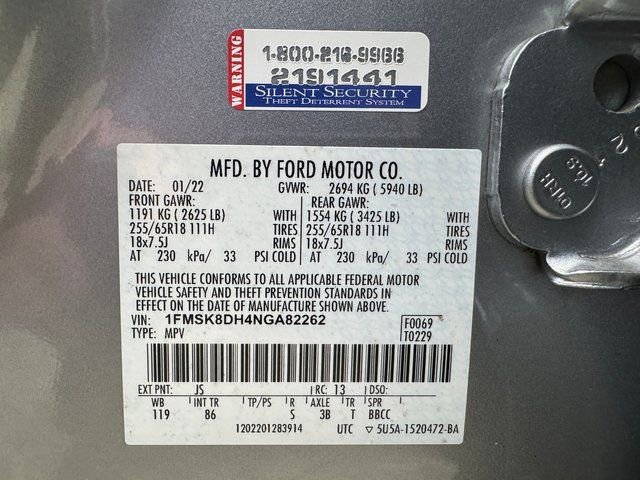 WARNING
1-800-216-9966
2191441
SILENT SECURITY
THEFT DETERRENT SYSTEM
MFD. BY FORD MOTOR CO.
DATE: 01/22 GVWR: 2694 KG ( 5940 LB)
FRONT GAWR: REAR GAWR:
1191 KG ( 2625 LB) WITH 1554 KG ( 3425 LB) WITH
255/65R18 111H TIRES 255/65R18 111H TIRES
18x7.5J RIMS 18x7.5J RIMS
AT 230 kPa/ 33 PSI COLD AT 230 kPa/ 33 PSI COLD
THIS VEHICLE CONFORMS TO ALL APPLICABLE FEDERAL MOTOR
VEHICLE SAFETY AND THEFT PREVENTION STANDARDS IN
EFFECT ON THE DATE OF MANUFACTURE SHOWN ABOVE.
VIN: 1FMSK8DH4NGA82262 F0069
TYPE: MPV T0229
EXT PNT: JS RC: 13 DSO:
WB INT TR TP/PS R AXLE TR SPR
119 86 S 3B T BBCC
1202201283914 UTC ▽ 5U5A-1520472-BA